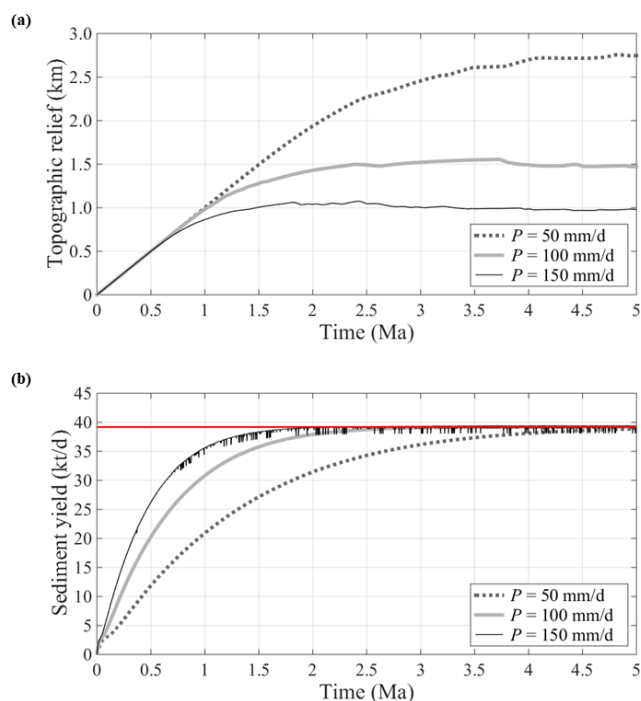 (a)
Topographic relief (km)
3.0
2.5
2.0
1.5
1.0
0.5
0
0 0.5 1 1.5 2 2.5 3 3.5 4 4.5 5
Time (Ma)
P = 50 mm/d
P = 100 mm/d
P = 150 mm/d
(b)
Sediment yield (kt/d)
45
40
35
30
25
20
15
10
5
0
0 0.5 1 1.5 2 2.5 3 3.5 4 4.5 5
Time (Ma)
P = 50 mm/d
P = 100 mm/d
P = 150 mm/d